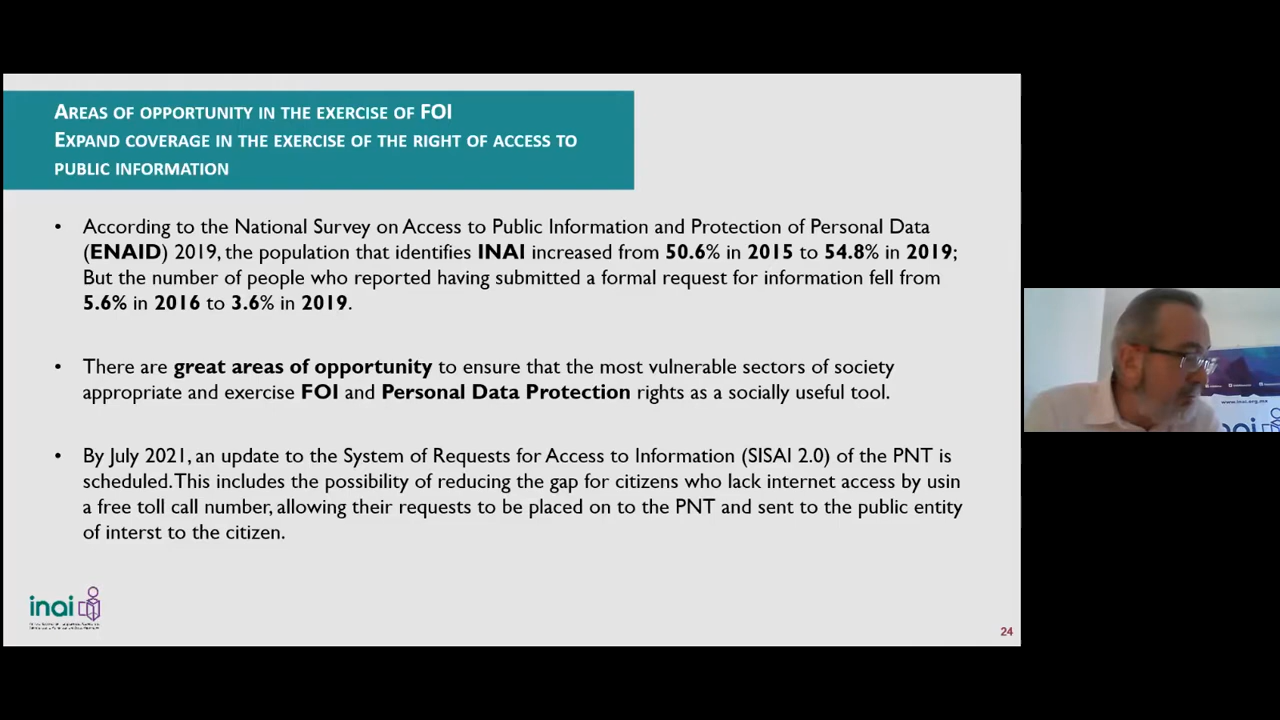 AREAS OF OPPORTUNITY IN THE EXERCISE OF FOI
EXPAND COVERAGE IN THE EXERCISE OF THE RIGHT OF ACCESS TO
PUBLIC INFORMATION
• According to the National Survey on Access to Public Information and Protection of Personal Data
(ENAID) 2019, the population that identifies INAI increased from 50.6% in 2015 to 54.8% in 2019;
But the number of people who reported having submitted a formal request for information fell from
5.6% in 2016 to 3.6% in 2019.
• There are great areas of opportunity to ensure that the most vulnerable sectors of society
appropriate and exercise FOI and Personal Data Protection rights as a socially useful tool.
• By July 2021, an update to the System of Requests for Access to Information (SISAI 2.0) of the PNT is
scheduled. This includes the possibility of reducing the gap for citizens who lack internet access by usin
a free toll call number, allowing their requests to be placed on to the PNT and sent to the public entity
of interst to the citizen.
inai
24
www.inai.org.mx
inai